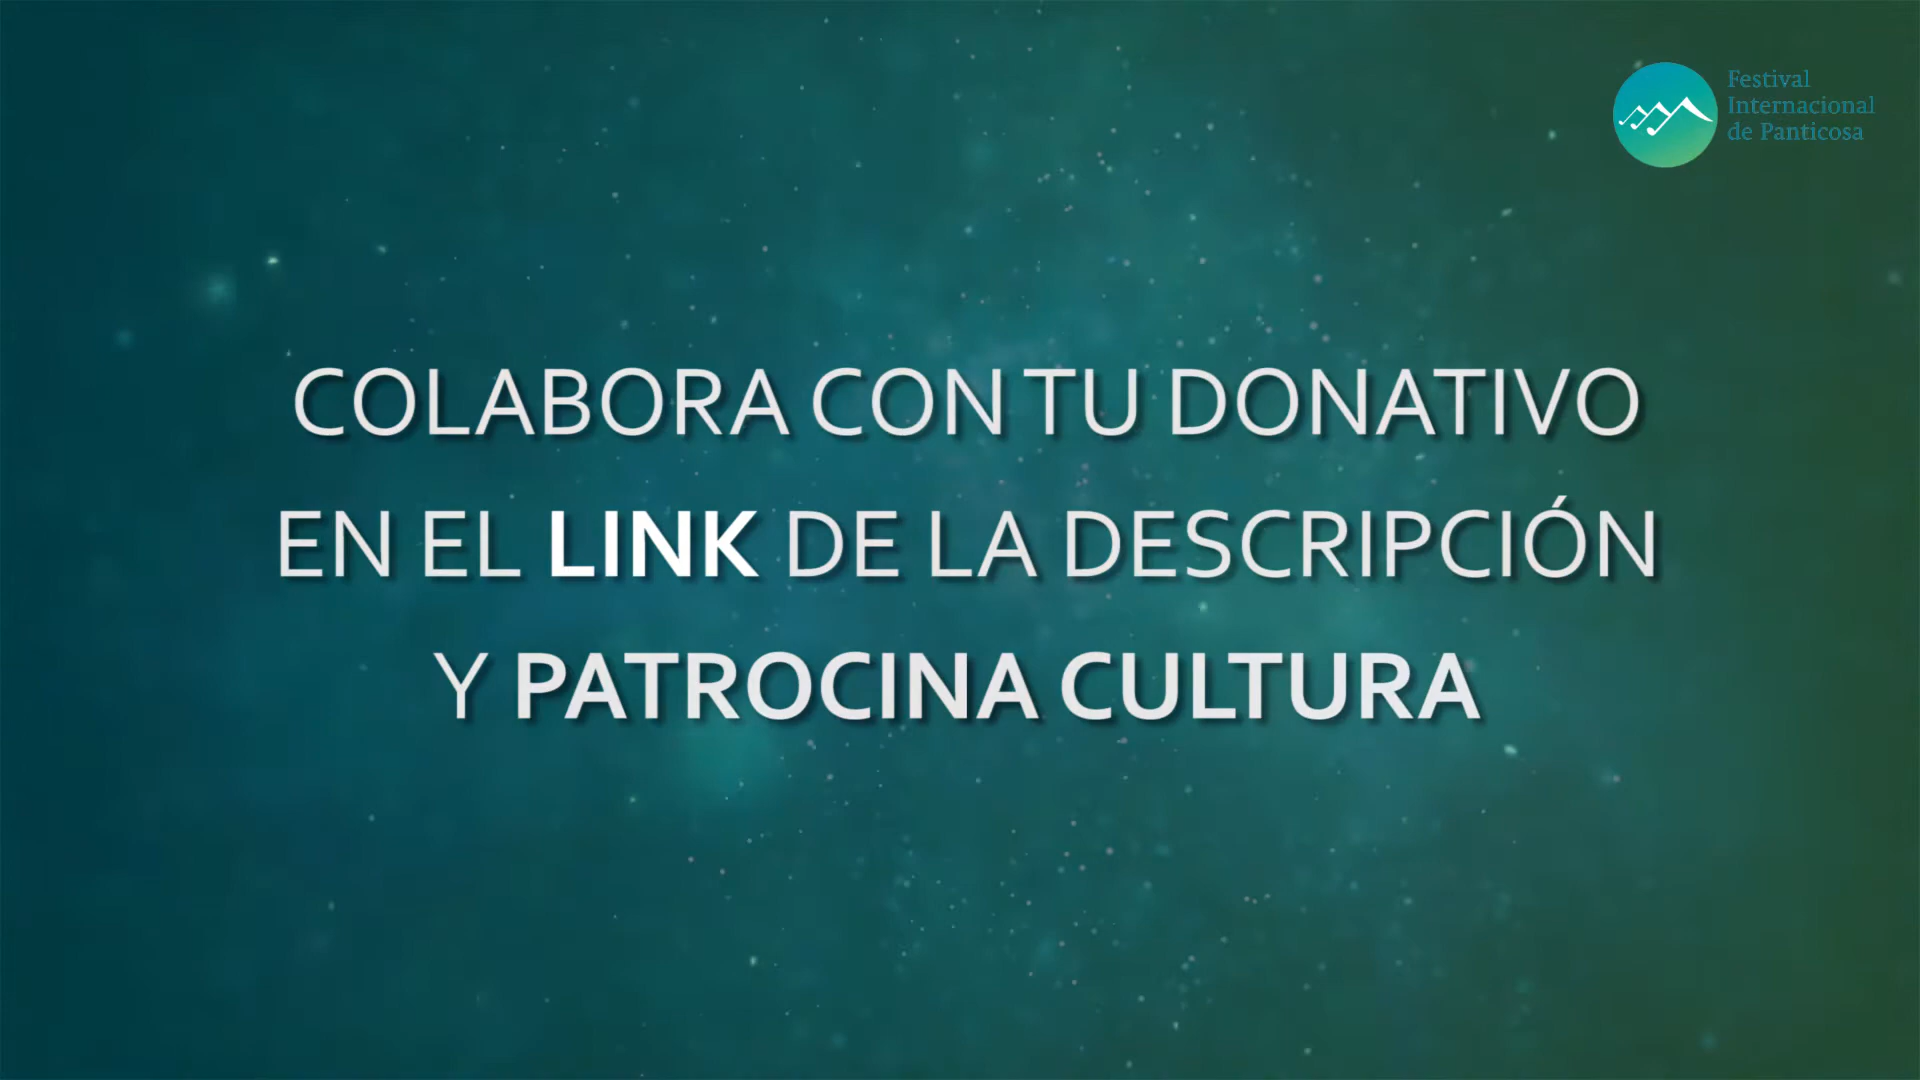 Festival
Internacional
de Panticosa
COLABORA CON TU DONATIVO
EN EL LINK DE LA DESCRIPCIÓN
Y PATROCINA CULTURA